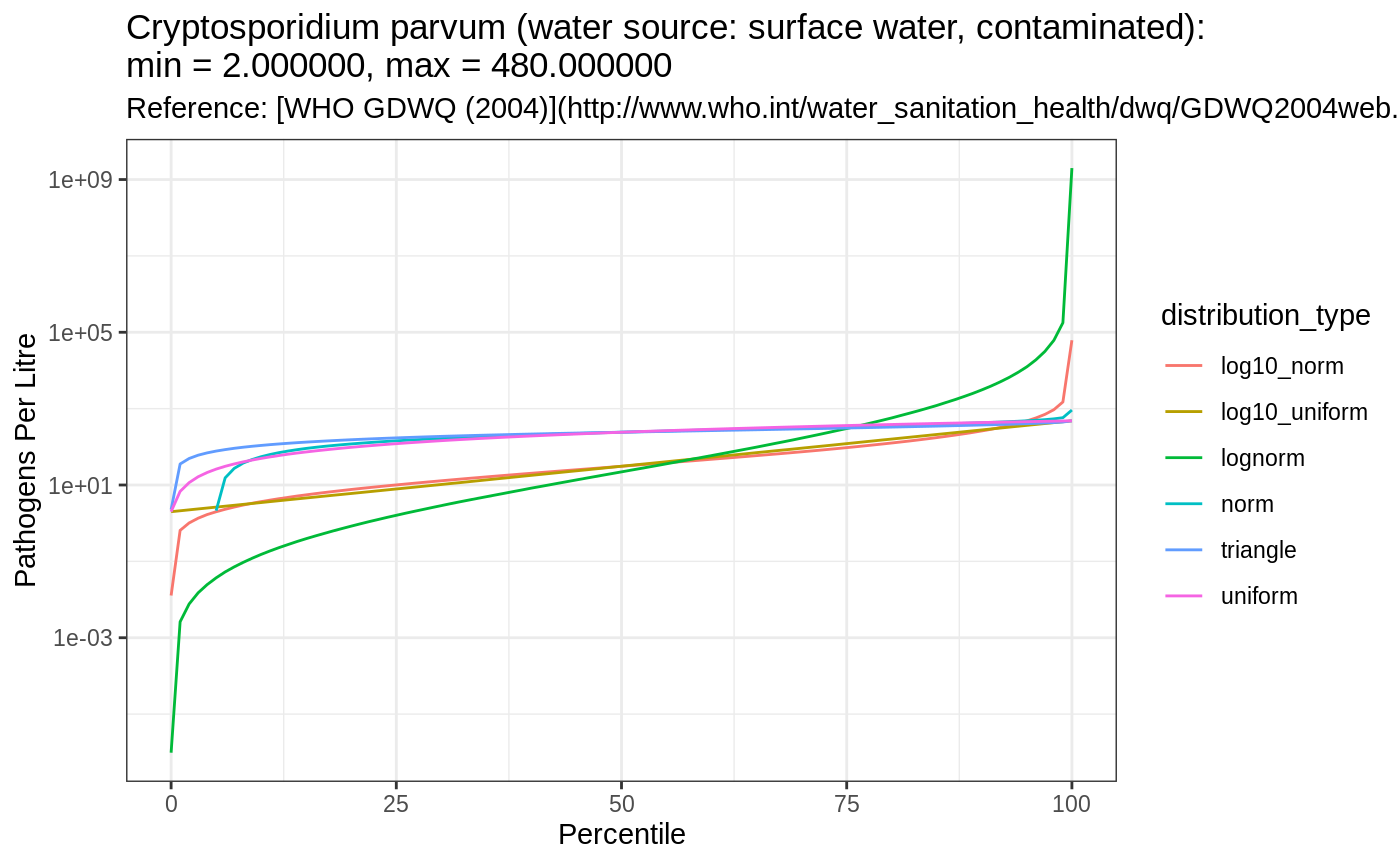 Cryptosporidium parvum (water source: surface water, contaminated):
min = 2.000000, max = 480.000000
Reference: [WHO GDWQ (2004)](http://www.who.int/water_sanitation_health/dwq/GDWQ2004web.
1e+09
1e+05
1e+01
1e-03
Pathogens Per Litre
0 25 50 75 100
Percentile
distribution_type
log10_norm
log10_uniform
lognorm
norm
triangle
uniform